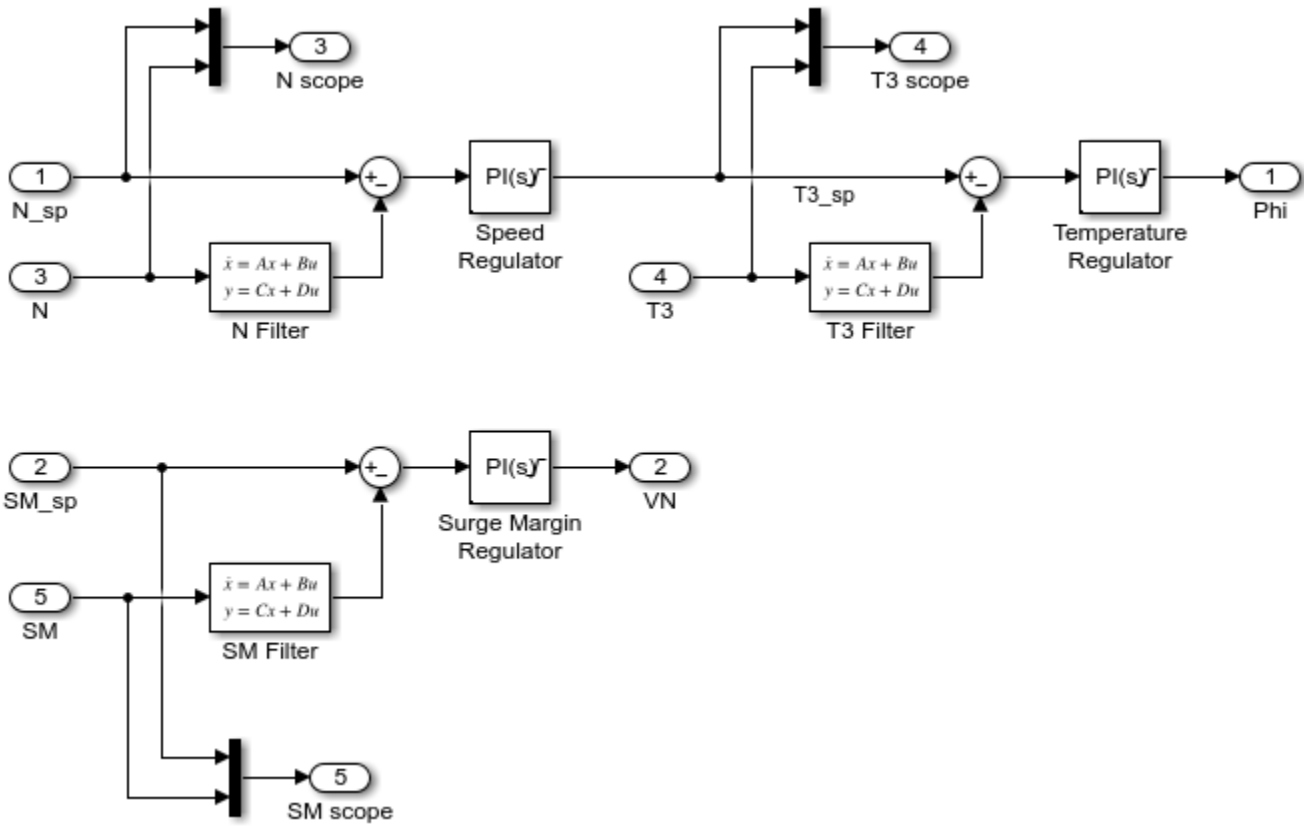 3
N scope
4
T3 scope
1
N_sp
+
-
PI(s)
Speed
Regulator
T3_sp
+
-
PI(s)
Temperature
Regulator
1
Phi
3
N
ẋ = Ax + Bu
y = Cx + Du
N Filter
4
T3
ẋ = Ax + Bu
y = Cx + Du
T3 Filter
2
SM_sp
+
-
PI(s)
Surge Margin
Regulator
2
VN
5
SM
ẋ = Ax + Bu
y = Cx + Du
SM Filter
5
SM scope